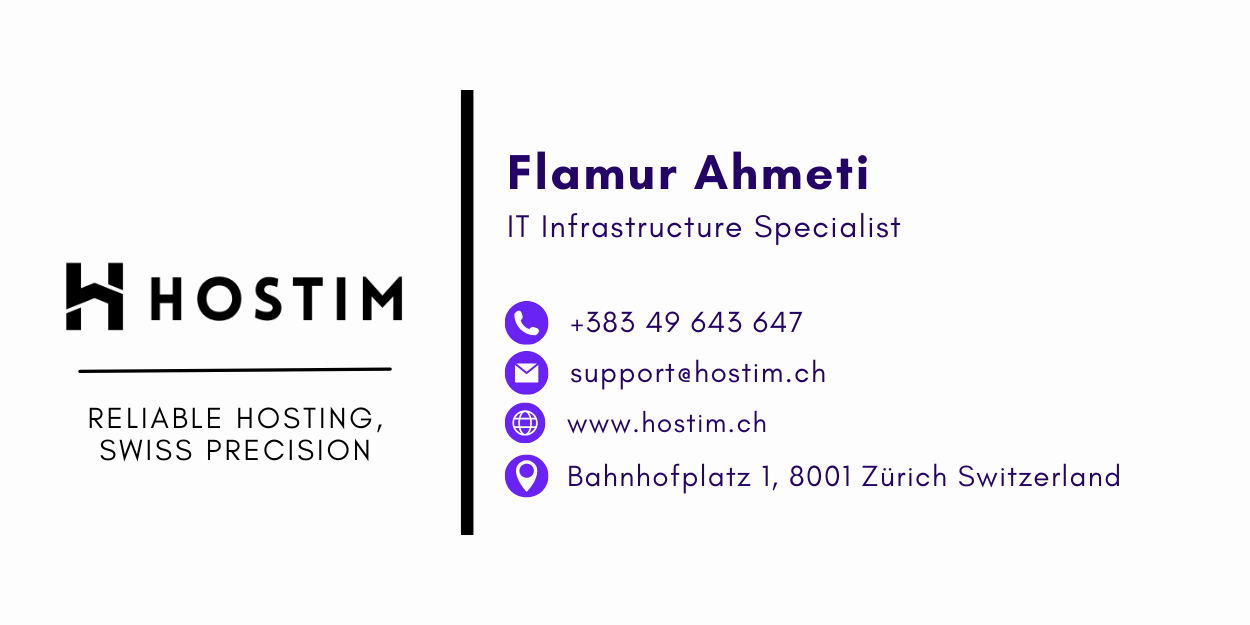 HOSTIM
RELIABLE HOSTING,
SWISS PRECISION
Flamur Ahmeti
IT Infrastructure Specialist
+383 49 643 647
support@hostim.ch
www.hostim.ch
Bahnhofplatz 1, 8001 Zürich Switzerland